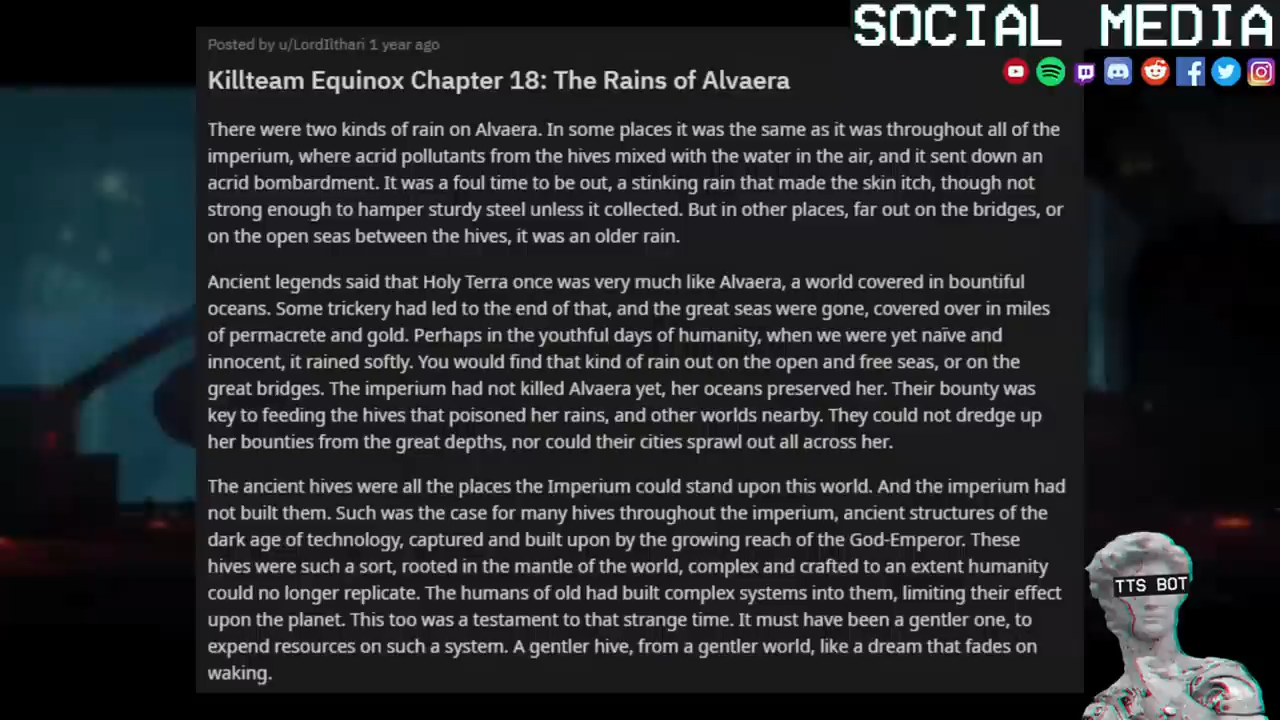 SOCIAL MEDIA
Posted by u/LordIlthari 1 year ago
Killteam Equinox Chapter 18: The Rains of Alvaera
There were two kinds of rain on Alvaera. In some places it was the same as it was throughout all of the
imperium, where acrid pollutants from the hives mixed with the water in the air, and it sent down an
acrid bombardment. It was a foul time to be out, a stinking rain that made the skin itch, though not
strong enough to hamper sturdy steel unless it collected. But in other places, far out on the bridges, or
on the open seas between the hives, it was an older rain.
Ancient legends said that Holy Terra once was very much like Alvaera, a world covered in bountiful
oceans. Some trickery had led to the end of that, and the great seas were gone, covered over in miles
of permacrete and gold. Perhaps in the youthful days of humanity, when we were yet naïve and
innocent, it rained softly. You would find that kind of rain out on the open and free seas, or on the
great bridges. The imperium had not killed Alvaera yet, her oceans preserved her. Their bounty was
key to feeding the hives that poisoned her rains, and other worlds nearby. They could not dredge up
her bounties from the great depths, nor could their cities sprawl out all across her.
The ancient hives were all the places the Imperium could stand upon this world. And the imperium had
not built them. Such was the case for many hives throughout the imperium, ancient structures of the
dark age of technology, captured and built upon by the growing reach of the God-Emperor. These
hives were such a sort, rooted in the mantle of the world, complex and crafted to an extent humanity
could no longer replicate. The humans of old had built complex systems into them, limiting their effect
upon the planet. This too was a testament to that strange time. It must have been a gentler one, to
expend resources on such a system. A gentler hive, from a gentler world, like a dream that fades on
waking.
TTS BOT